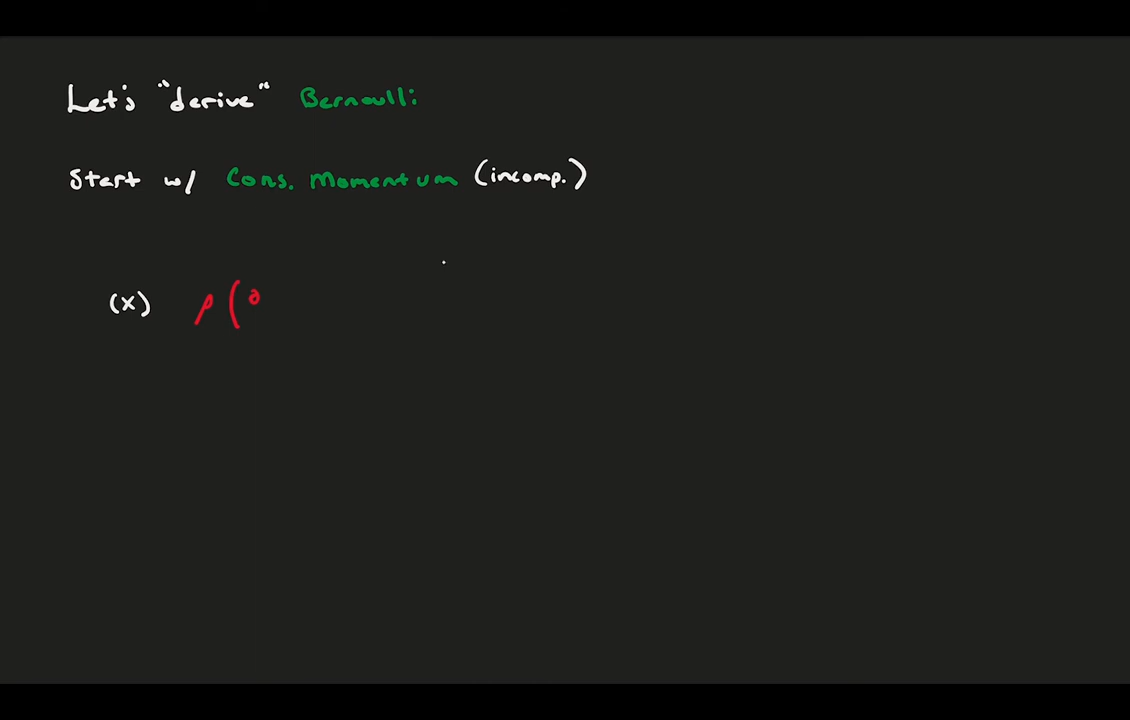 Let's "derive" Bernoulli
Start w/ Cons. Momentum (incomp.)
(x) ρ (∂